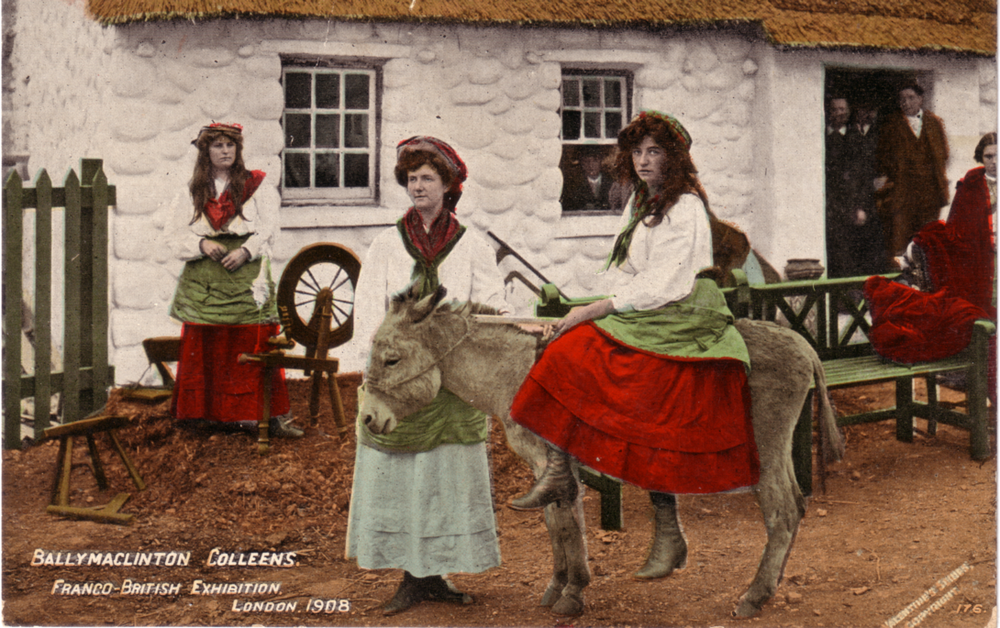 BALLYMACLINTON COLLEENS.
FRANCO-BRITISH EXHIBITION.
LONDON. 1908
VALENTINE'S SERIES.
COPYRIGHT
176.